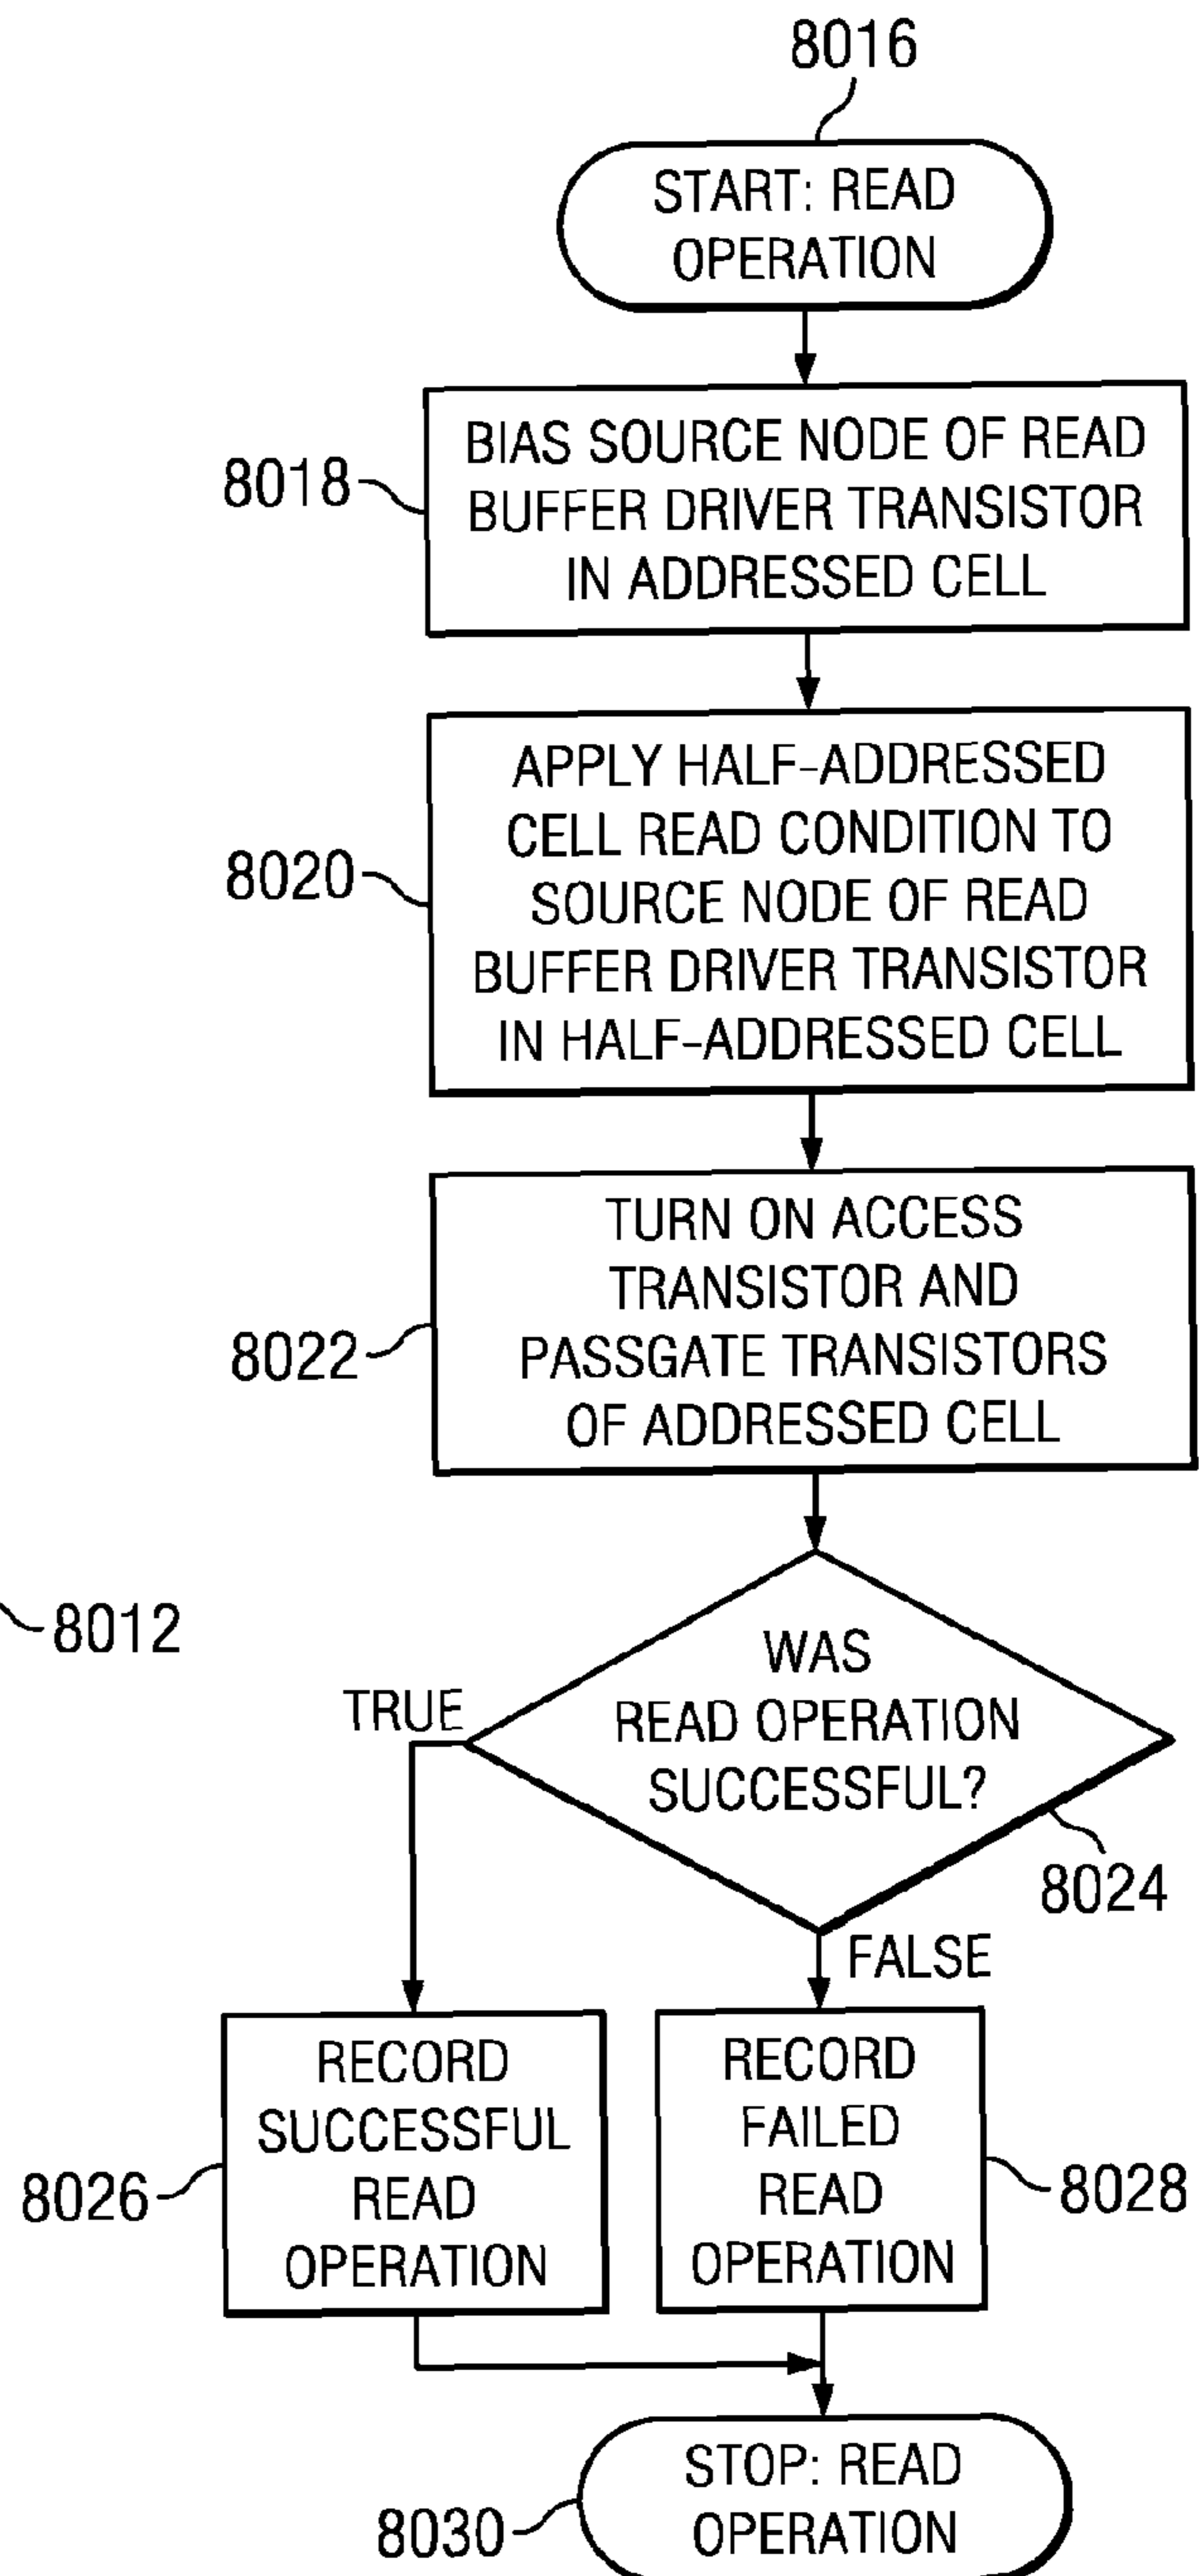 8016
START: READ
OPERATION
8018
BIAS SOURCE NODE OF READ
BUFFER DRIVER TRANSISTOR
IN ADDRESSED CELL
8020
APPLY HALF-ADDRESSED
CELL READ CONDITION TO
SOURCE NODE OF READ
BUFFER DRIVER TRANSISTOR
IN HALF-ADDRESSED CELL
8022
TURN ON ACCESS
TRANSISTOR AND
PASSGATE TRANSISTORS
OF ADDRESSED CELL
8012
WAS
READ OPERATION
SUCCESSFUL?
TRUE
8024
FALSE
RECORD
SUCCESSFUL
READ
OPERATION
8026
RECORD
FAILED
READ
OPERATION
8028
STOP: READ
OPERATION
8030